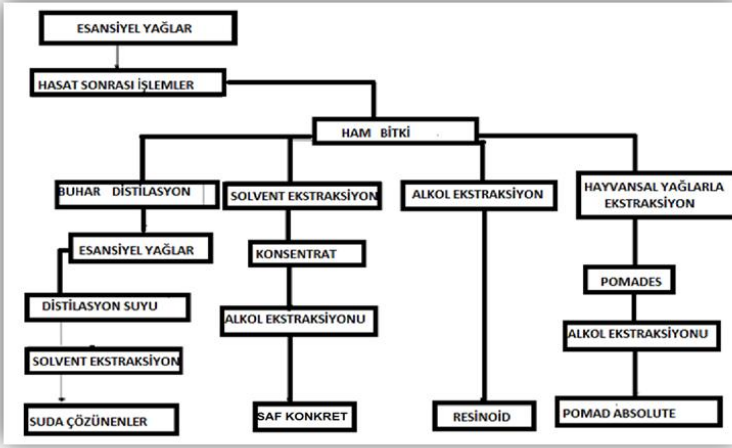 ESANSİYEL YAĞLAR
HASAT SONRASI İŞLEMLER
HAM BİTKİ
BUHAR DİSTİLASYON
SOLVENT EKSTRAKSİYON
ALKOL EKSTRAKSİYON
HAYVANSAL YAĞLARLA
EKSTRAKSİYON
ESANSİYEL YAĞLAR
KONSENTRAT
POMADES
DİSTİLASYON SUYU
ALKOL EKSTRAKSİYONU
ALKOL EKSTRAKSİYONU
SOLVENT EKSTRAKSİYON
SUDA ÇÖZÜNENLER
SAF KONKRET
RESİNOİD
POMAD ABSOLUTE